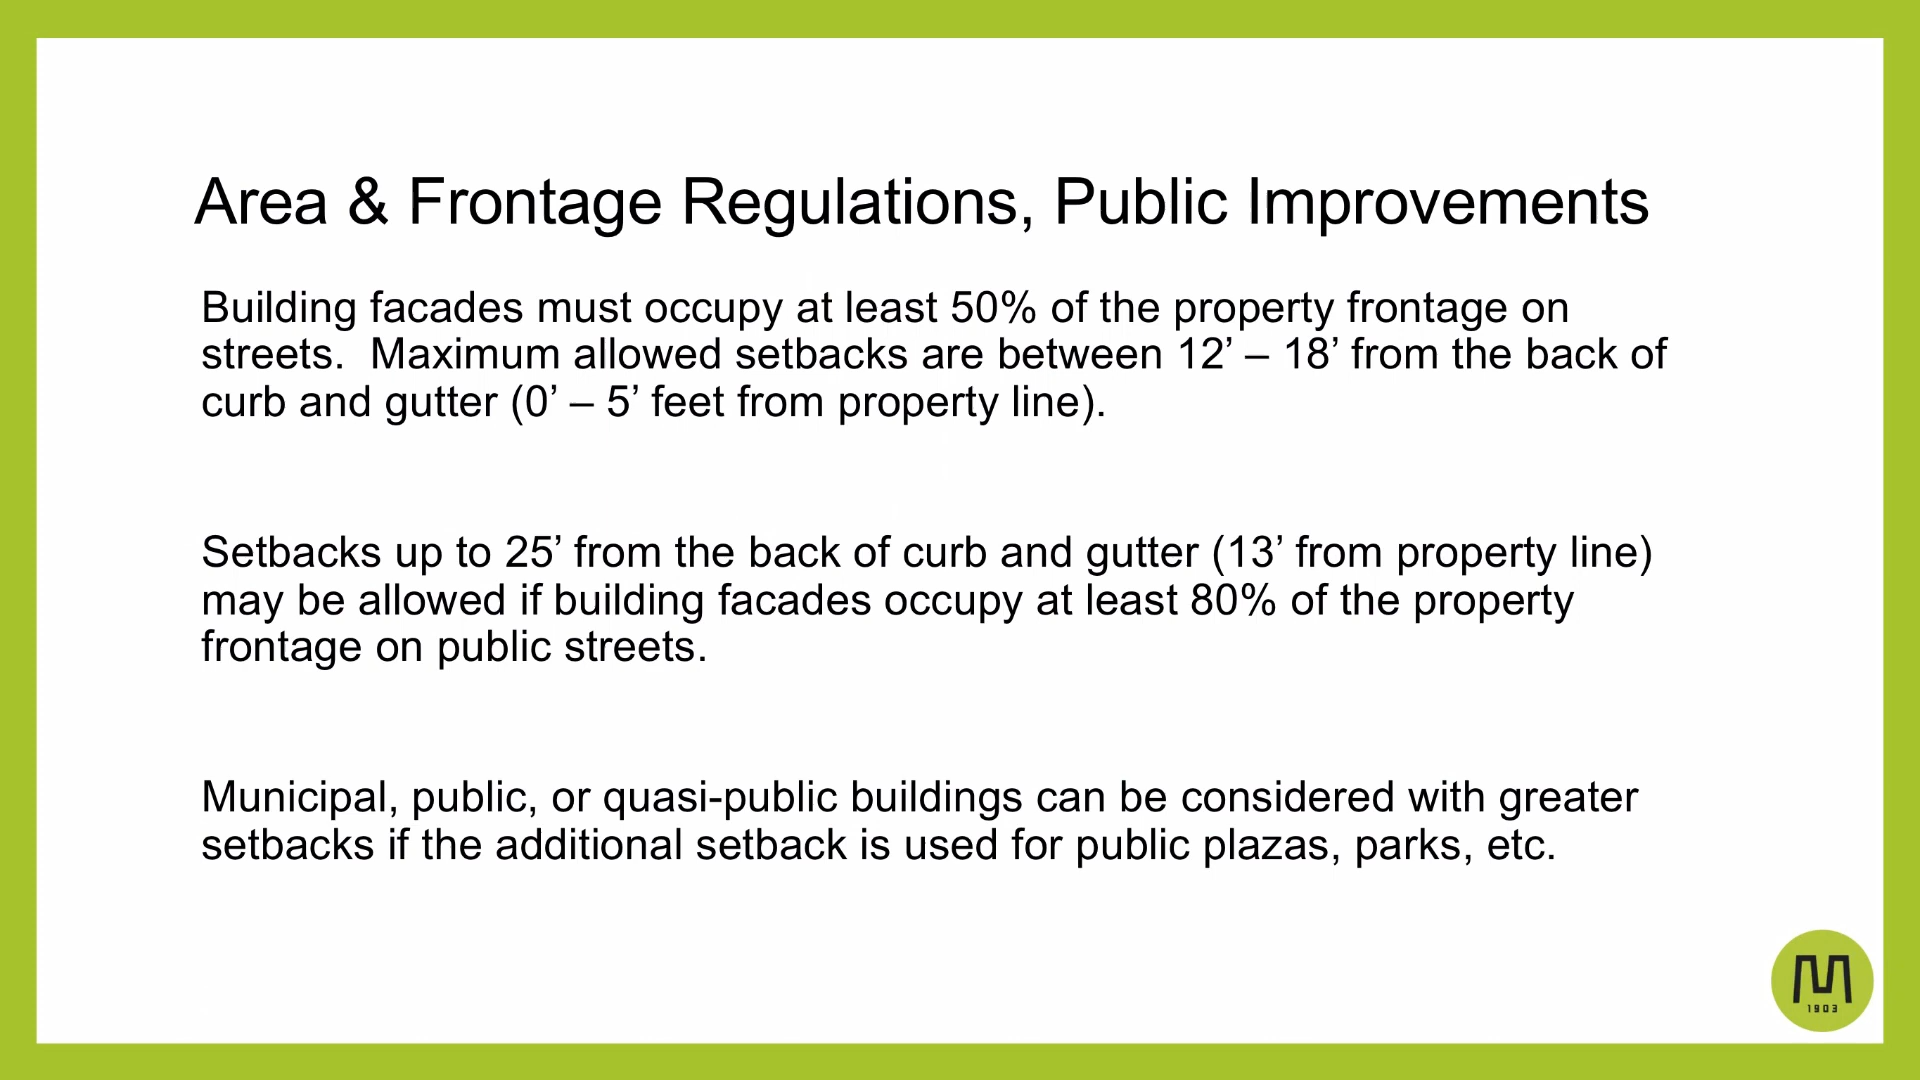 Area & Frontage Regulations, Public Improvements
Building facades must occupy at least 50% of the property frontage on
streets.  Maximum allowed setbacks are between 12’ – 18’ from the back of
curb and gutter (0’ – 5’ feet from property line).
Setbacks up to 25’ from the back of curb and gutter (13’ from property line)
may be allowed if building facades occupy at least 80% of the property
frontage on public streets.
Municipal, public, or quasi-public buildings can be considered with greater
setbacks if the additional setback is used for public plazas, parks, etc.
M
1903